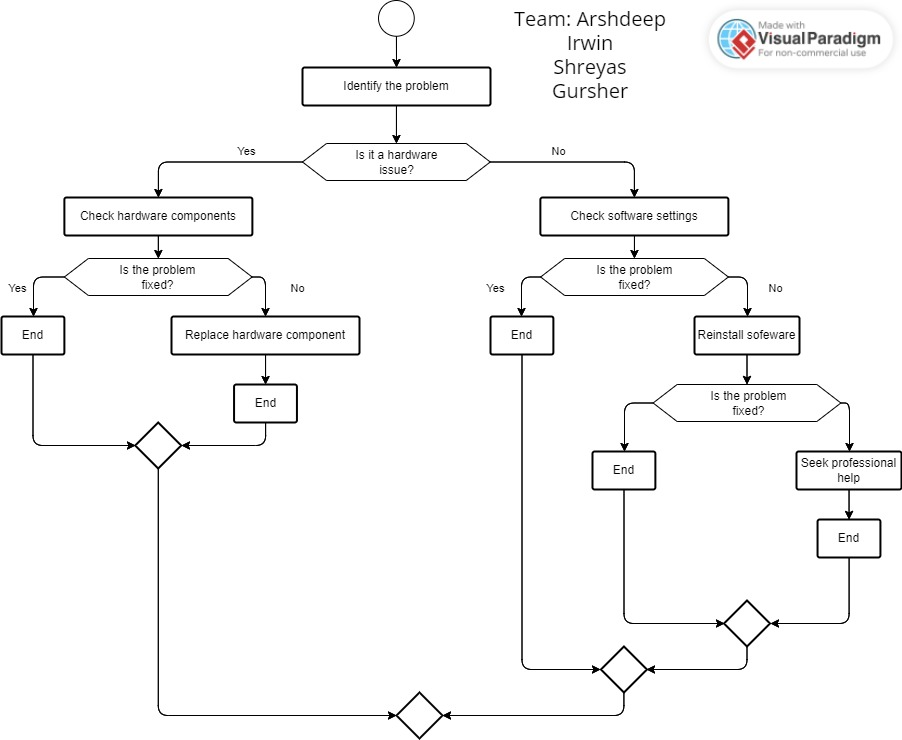 Team: Arshdeep
Irwin
Shreyas
Gursher
Made with
Visual Paradigm
For non-commercial use
Identify the problem
Is it a hardware
issue?
Yes
No
Check hardware components
Check software settings
Is the problem
fixed?
Is the problem
fixed?
Yes
No
Yes
No
End
Replace hardware component
End
Reinstall sofeware
End
Is the problem
fixed?
End
Seek professional
help
End